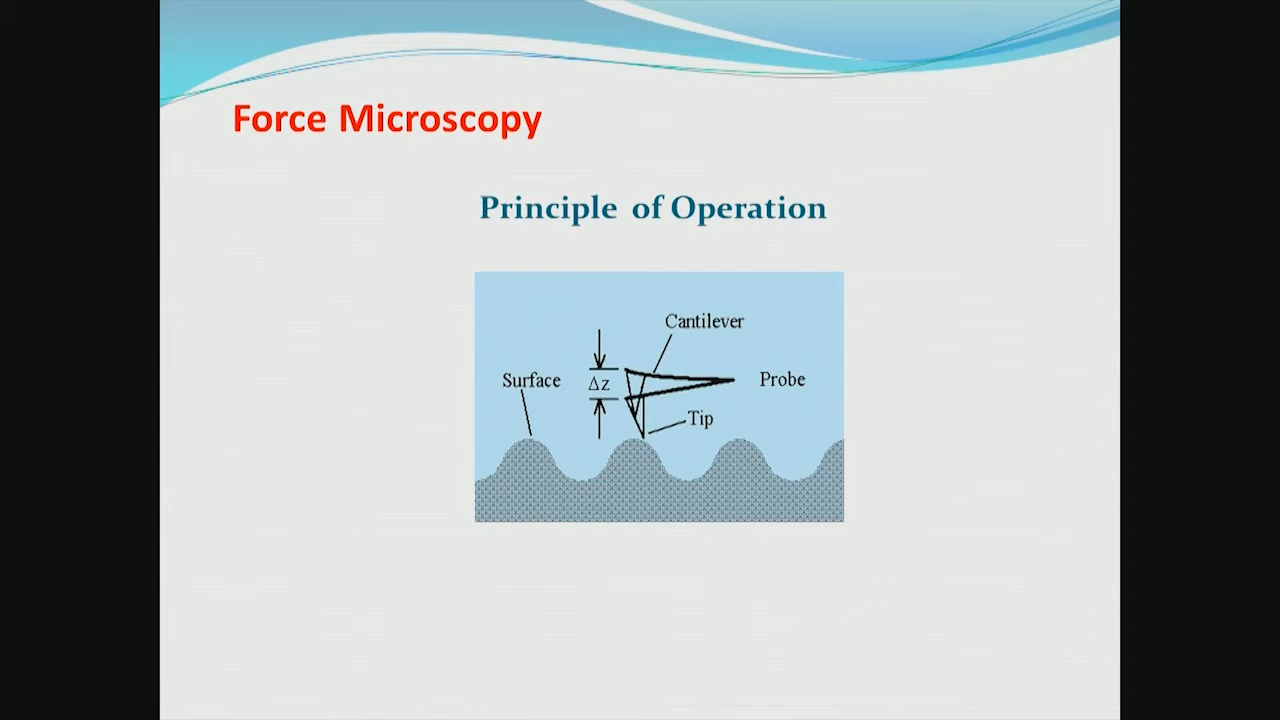 Force Microscopy
Principle of Operation
Cantilever
Surface
Δz
Probe
Tip